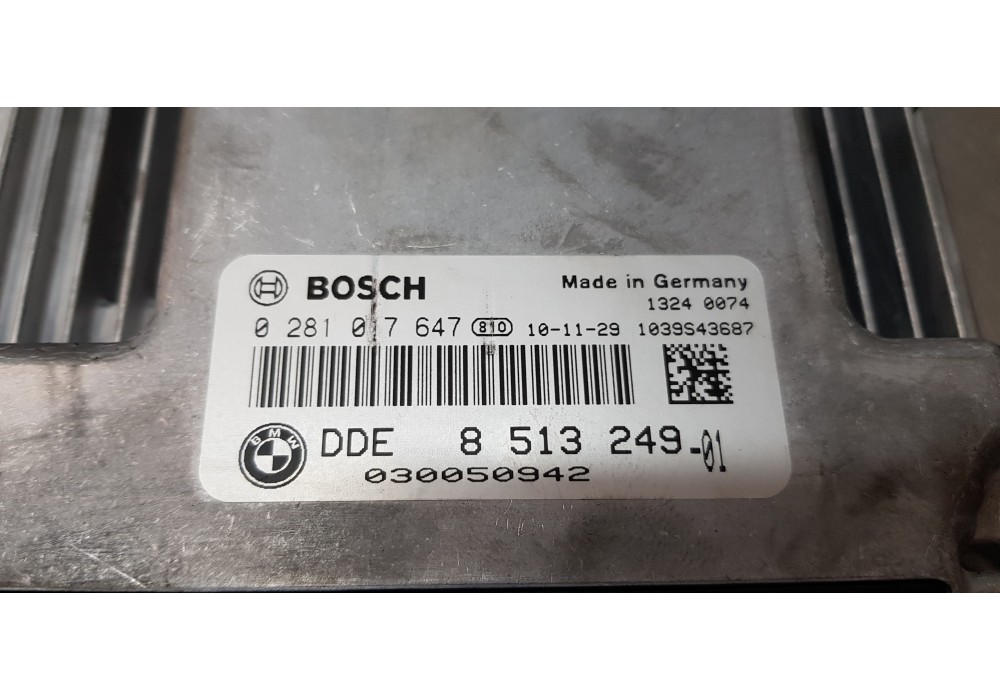 BOSCH Made in Germany
1324 0074
0 281 017 647 810 10-11-29 1039S43687
BMW DDE 8 513 249-01
030050942